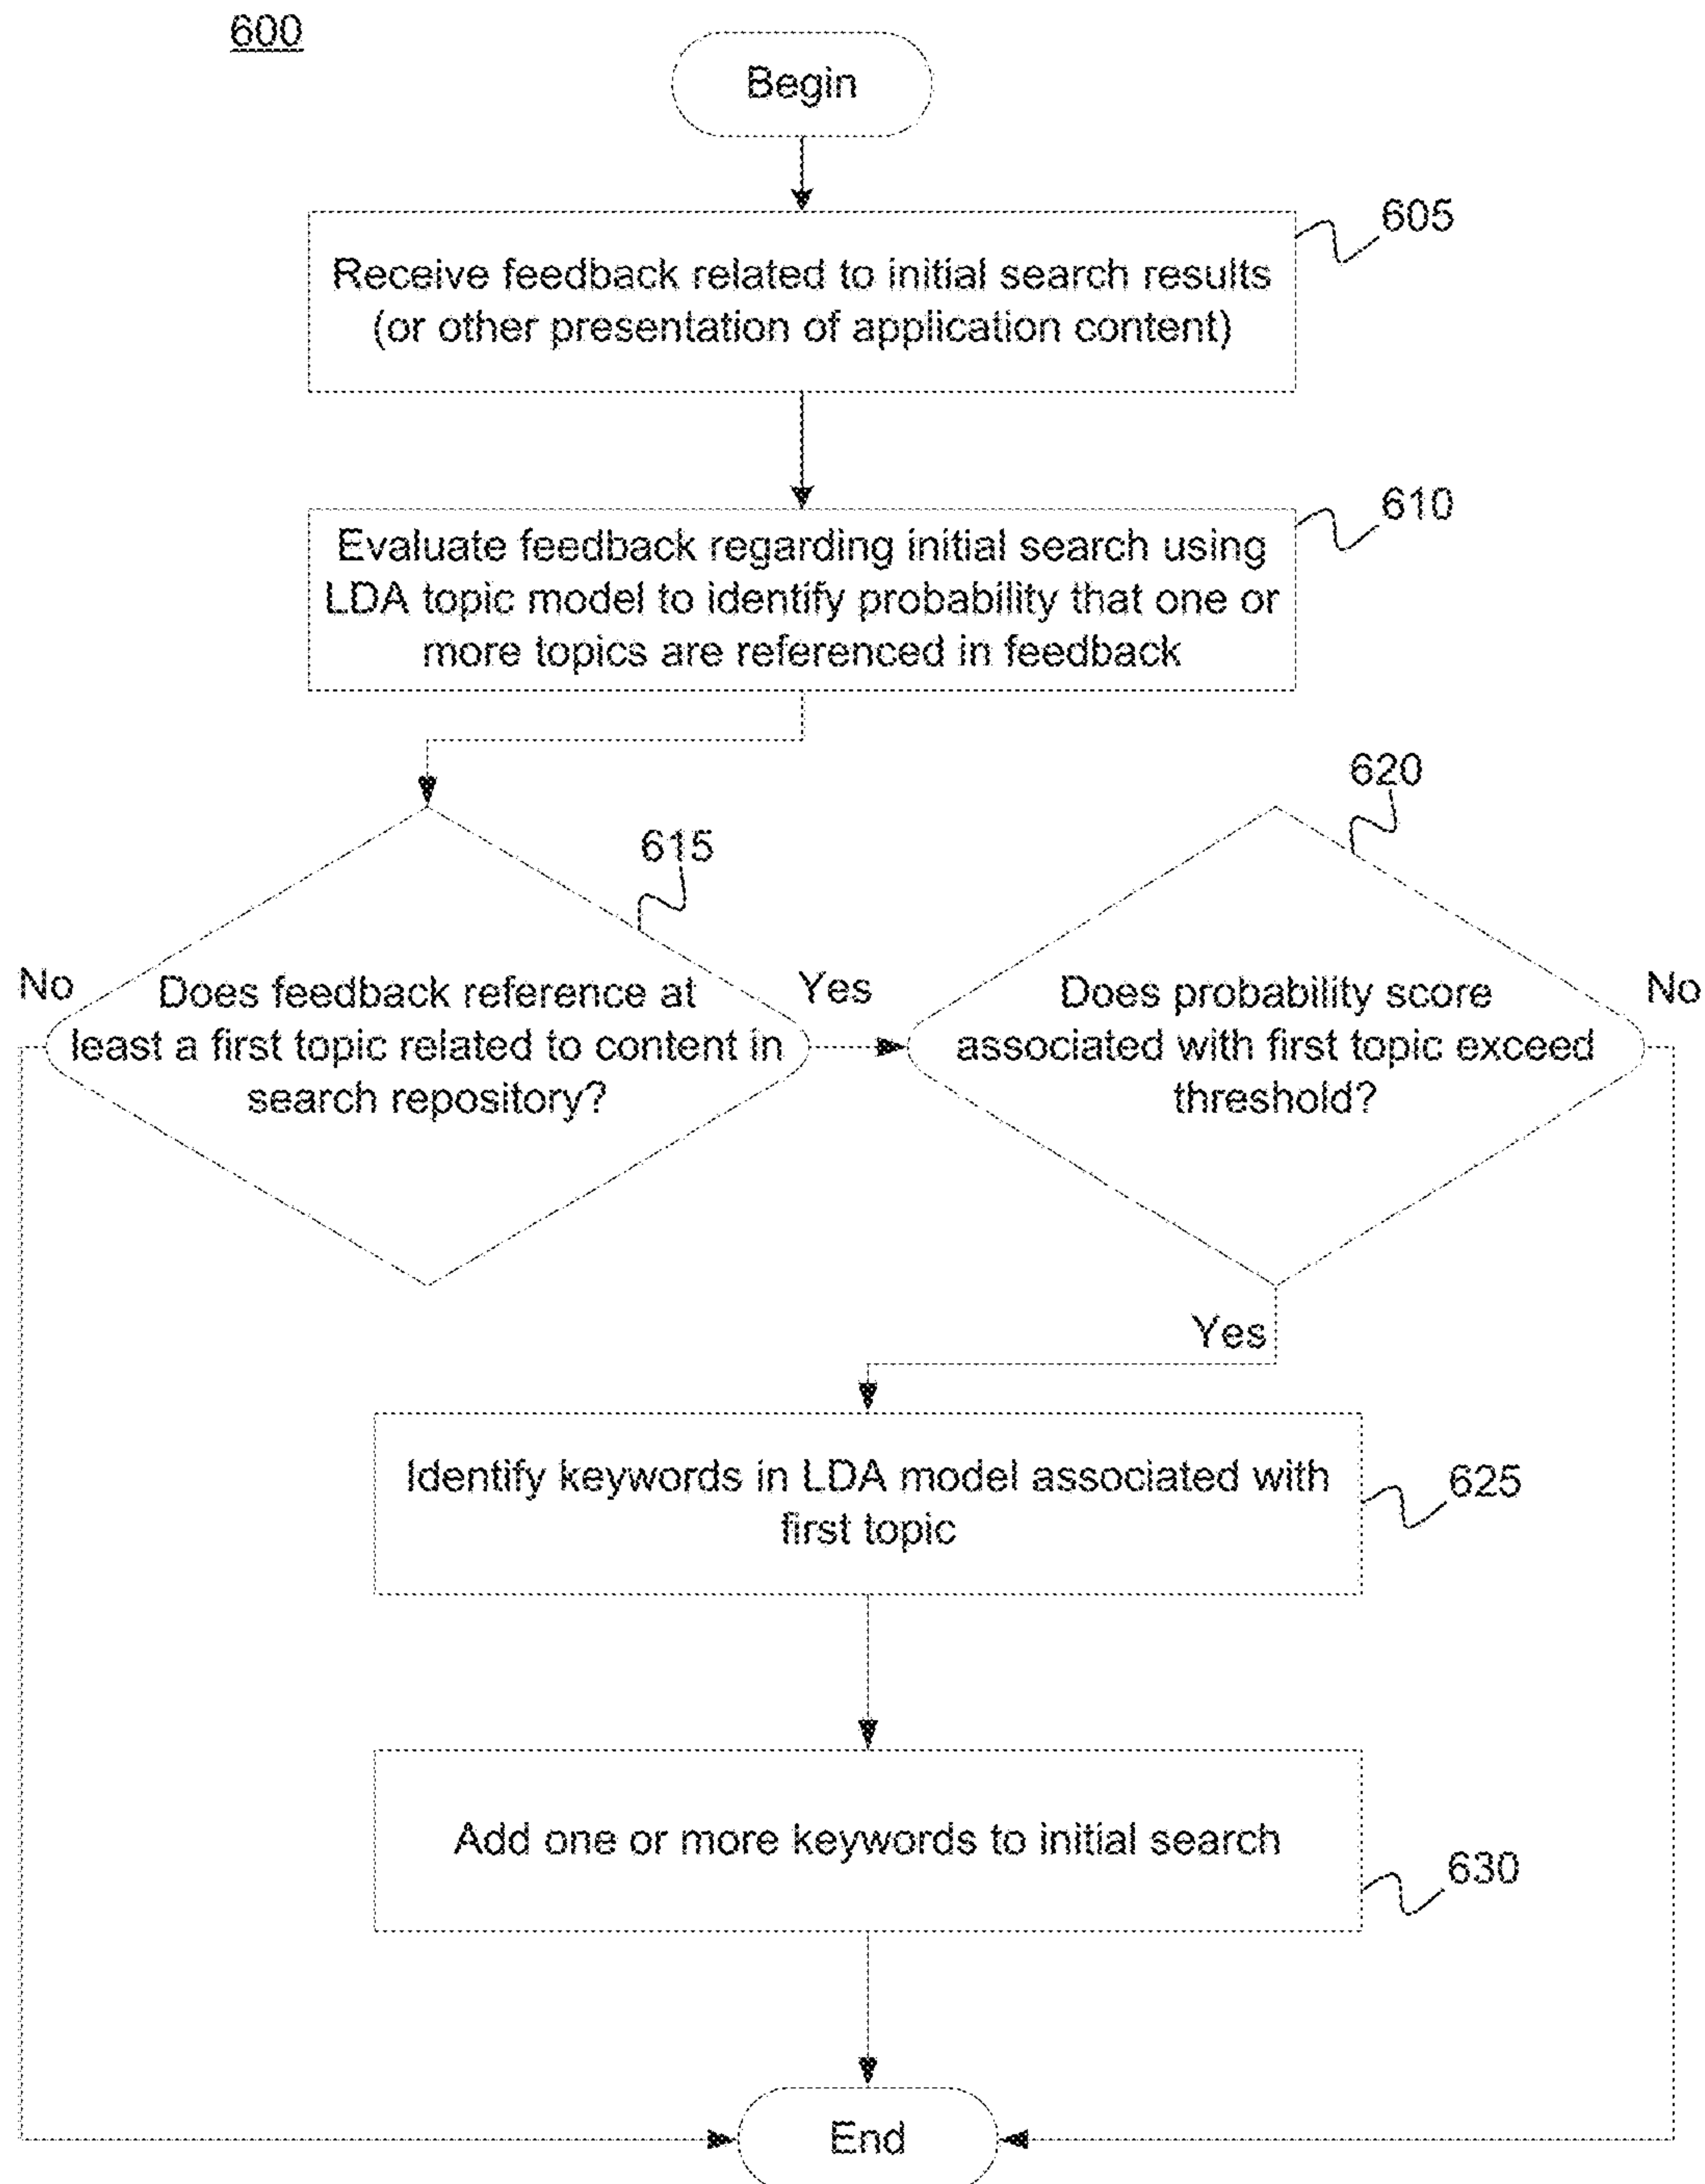 600
Begin
605
Receive feedback related to initial search results
(or other presentation of application content)
610
Evaluate feedback regarding initial search using
LDA topic model to identify probability that one or
more topics are referenced in feedback
615
620
No
Does feedback reference at
least a first topic related to content in
search repository?
Yes
Does probability score
associated with first topic exceed
threshold?
No
Yes
Identify keywords in LDA model associated with
first topic
625
Add one or more keywords to initial search
630
End